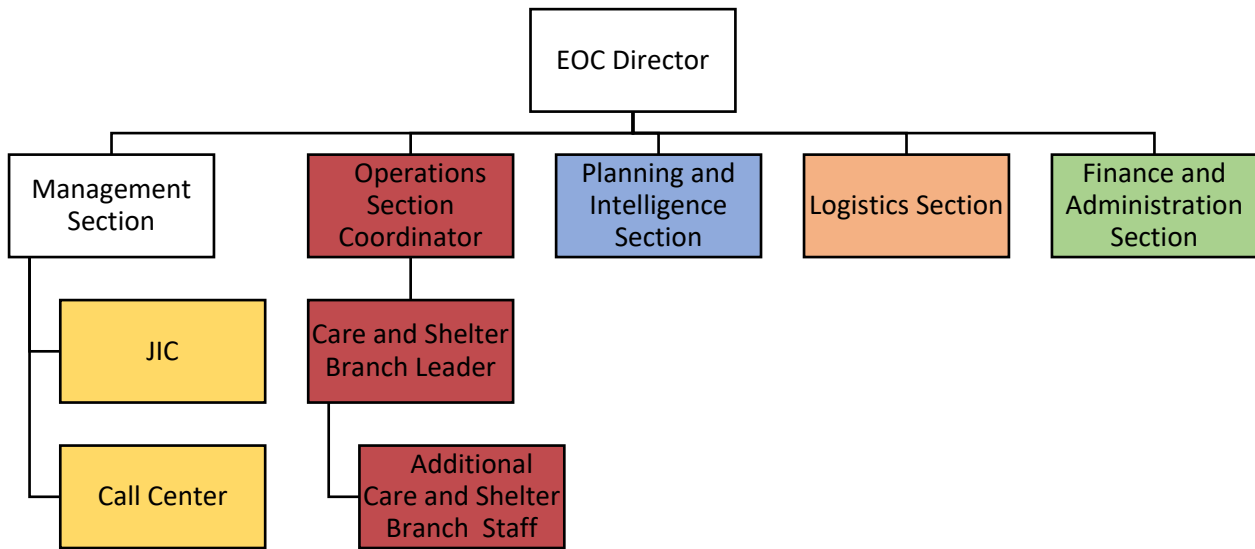 EOC Director
Management
Section
Operations
Section
Coordinator
Planning and
Intelligence
Section
Logistics Section
Finance and
Administration
Section
JIC
Care and Shelter
Branch Leader
Call Center
Additional
Care and Shelter
Branch Staff